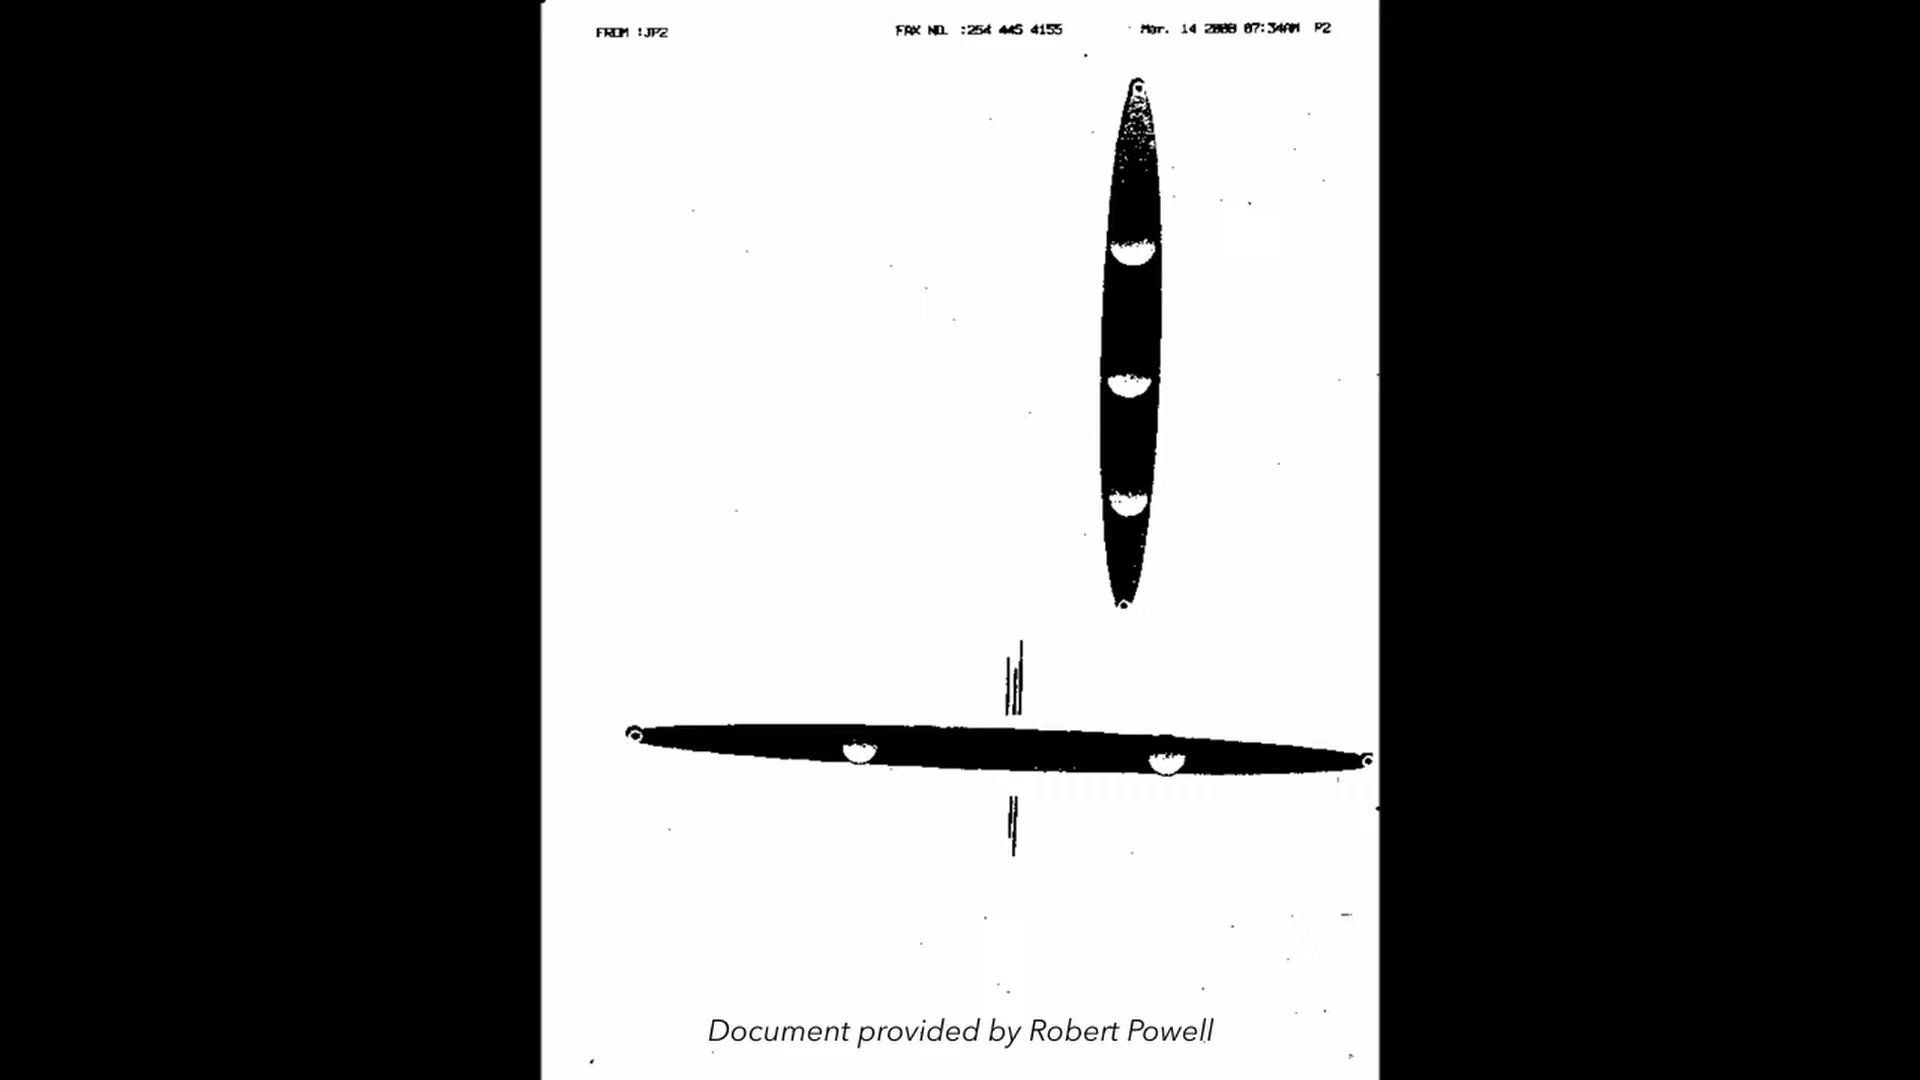 FROM :JP2
FAX NO. :254 445 4155
Mar. 14 2008 07:34AM P2
Document provided by Robert Powell